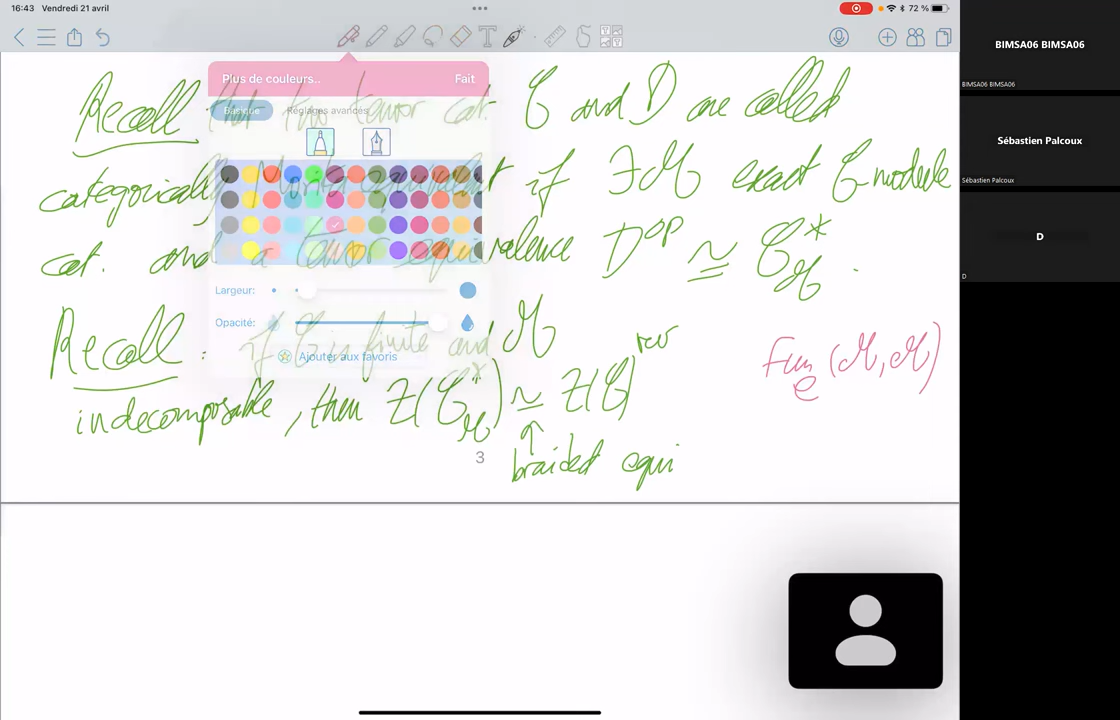 16:43 Vendredi 21 avril
72 %
Plus de couleurs.. Fait
Basique Réglages avancés
Recall that two tensor cat. C and D are called
categorically Morita equivalent if ∃ M exact C-module
cat. and a tensor equivalence D^op ≃ C*_M .
Largeur:
Opacité:
Ajouter aux favoris
Recall : if C is finite and M
indecomposable, then Z(C*_M) ≃ Z(C)^rev
↑
braided equi
Fun_C (M, M)
3
BIMSA06 BIMSA06
BIMSA06 BIMSA06
Sébastien Palcoux
Sébastien Palcoux
D
D